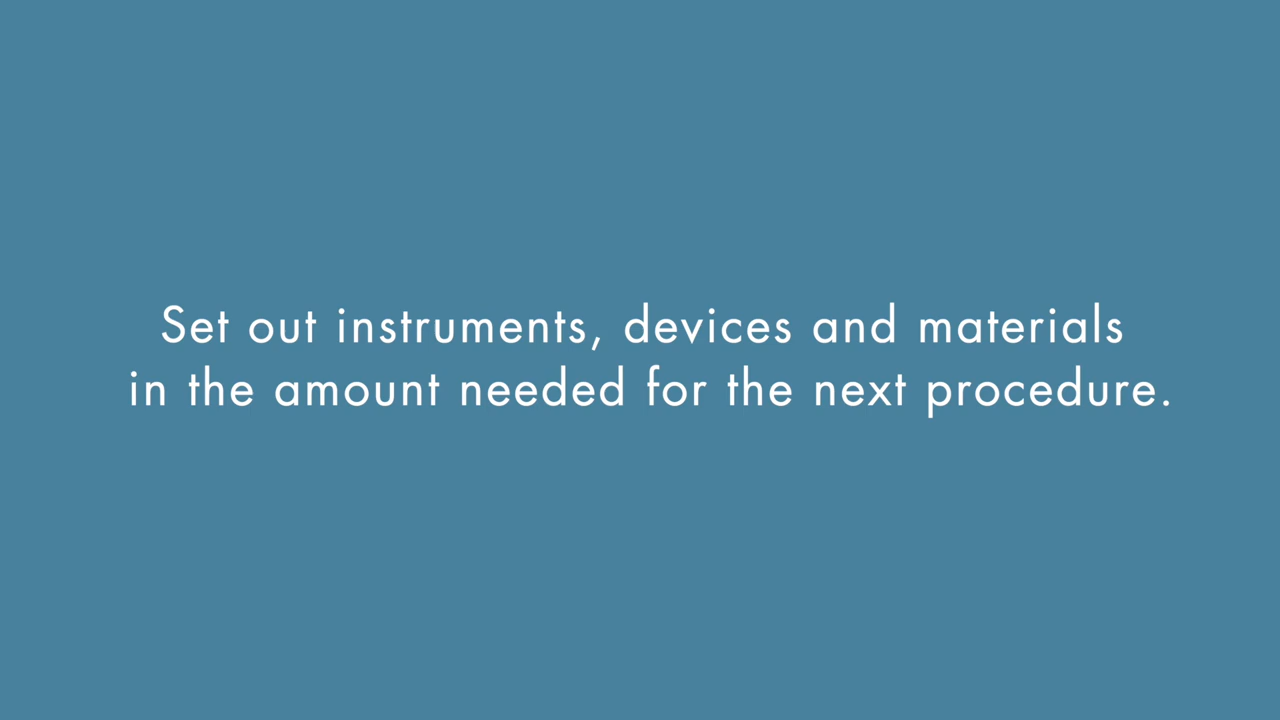 Set out instruments, devices and materials
in the amount needed for the next procedure.